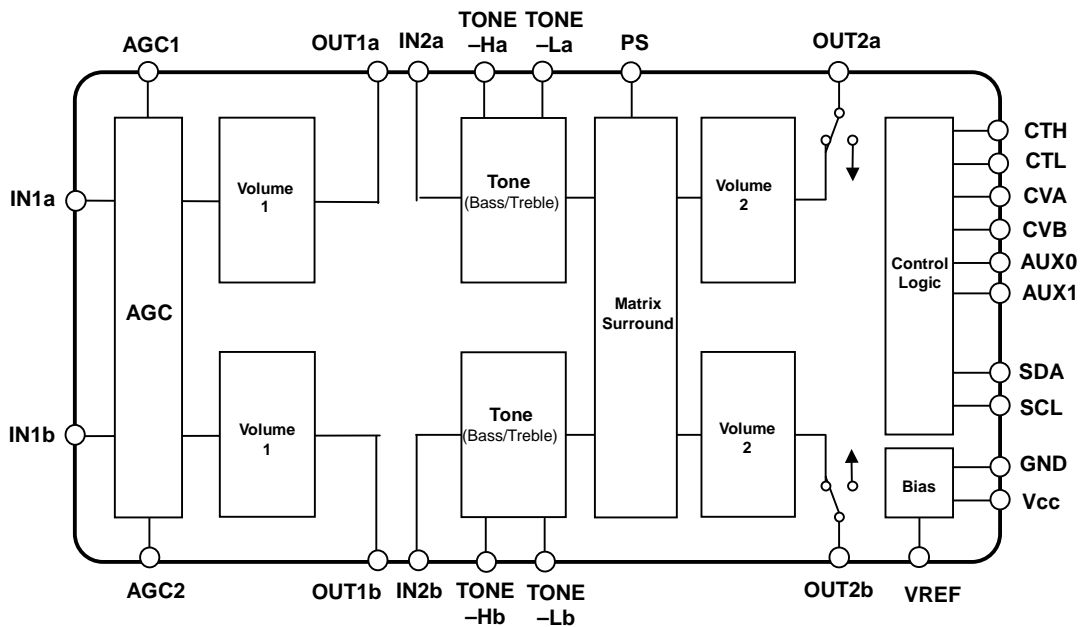 AGC1
OUT1a
IN2a
TONE
–Ha
TONE
–La
PS
OUT2a
IN1a
IN1b
AGC
Volume
1
Tone
(Bass/Treble)
Matrix
Surround
Volume
2
Control
Logic
CTH
CTL
CVA
CVB
AUX0
AUX1
SDA
SCL
Volume
1
Tone
(Bass/Treble)
Volume
2
Bias
GND
Vcc
AGC2
OUT1b
IN2b
TONE
–Hb
TONE
–Lb
OUT2b
VREF